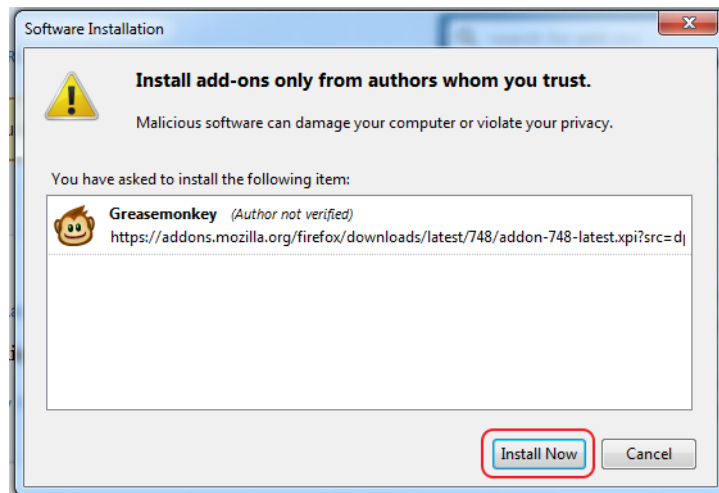 Software Installation
Install add-ons only from authors whom you trust.
Malicious software can damage your computer or violate your privacy.
You have asked to install the following item:
Greasemonkey (Author not verified)
https://addons.mozilla.org/firefox/downloads/latest/748/addon-748-latest.xpi?src=d
Install Now Cancel